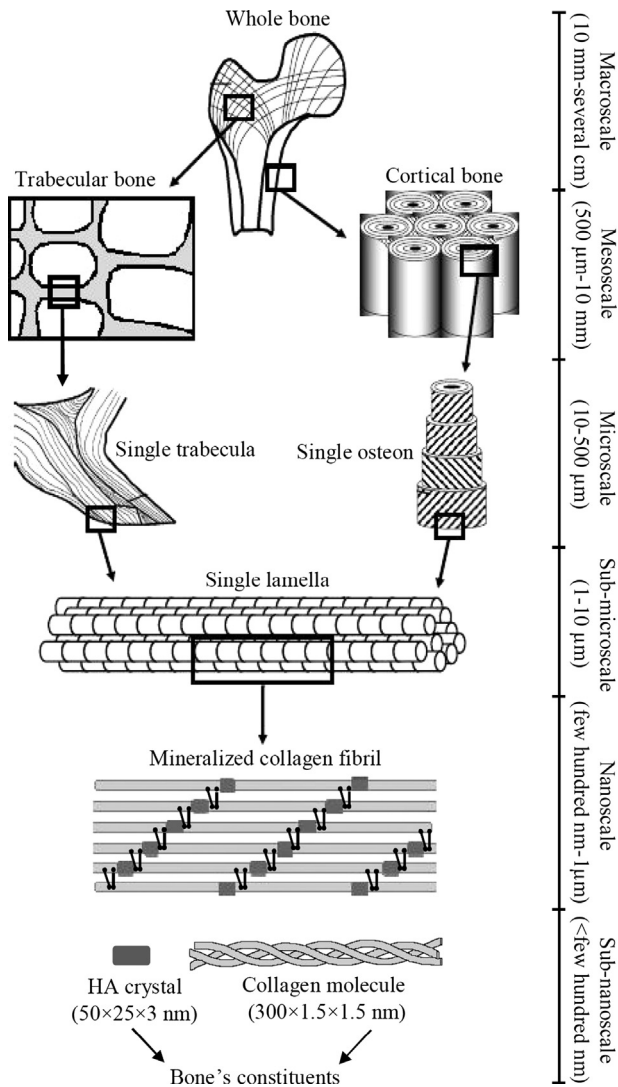 Whole bone
Trabecular bone
Cortical bone
Single trabecula
Single osteon
Single lamella
Mineralized collagen fibril
HA crystal
(50×25×3 nm)
Collagen molecule
(300×1.5×1.5 nm)
Bone's constituents
Macroscale
(10 mm-several cm)
Mesoscale
(500 μm-10 mm)
Microscale
(10-500 μm)
Sub-microscale
(1-10 μm)
Nanoscale
(few hundred nm-1μm)
Sub-nanoscale
(<few hundred nm)